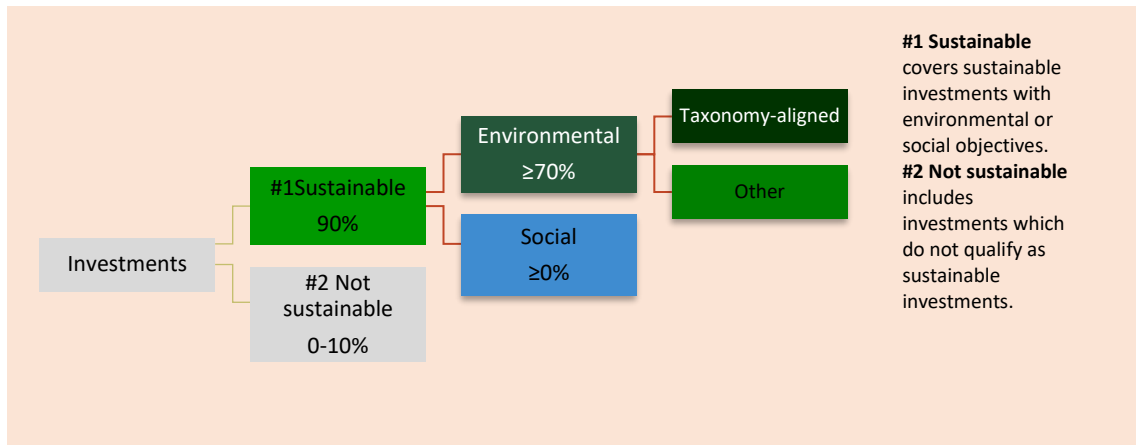 Investments
#1Sustainable
90%
#2 Not
sustainable
0-10%
Environmental
≥70%
Social
≥0%
Taxonomy-aligned
Other
#1 Sustainable
covers sustainable
investments with
environmental or
social objectives.
#2 Not sustainable
includes
investments which
do not qualify as
sustainable
investments.